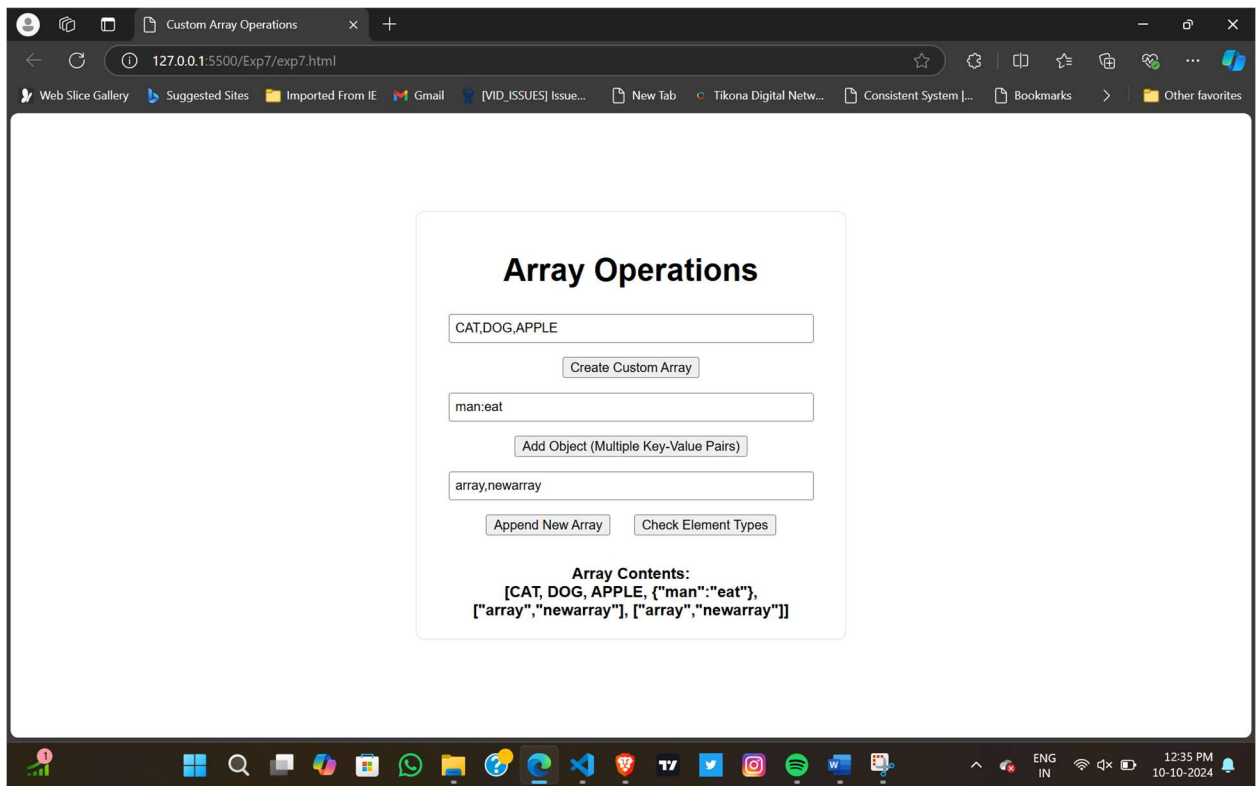 Custom Array Operations
127.0.0.1:5500/Exp7/exp7.html
Web Slice Gallery Suggested Sites Imported From IE Gmail [VID_ISSUES] Issue... New Tab Tikona Digital Netw... Consistent System |... Bookmarks Other favorites
Array Operations
CAT,DOG,APPLE
Create Custom Array
man:eat
Add Object (Multiple Key-Value Pairs)
array,newarray
Append New Array Check Element Types
Array Contents:
[CAT, DOG, APPLE, {"man":"eat"},
["array","newarray"], ["array","newarray"]]
1
ENG 12:35 PM
IN 10-10-2024